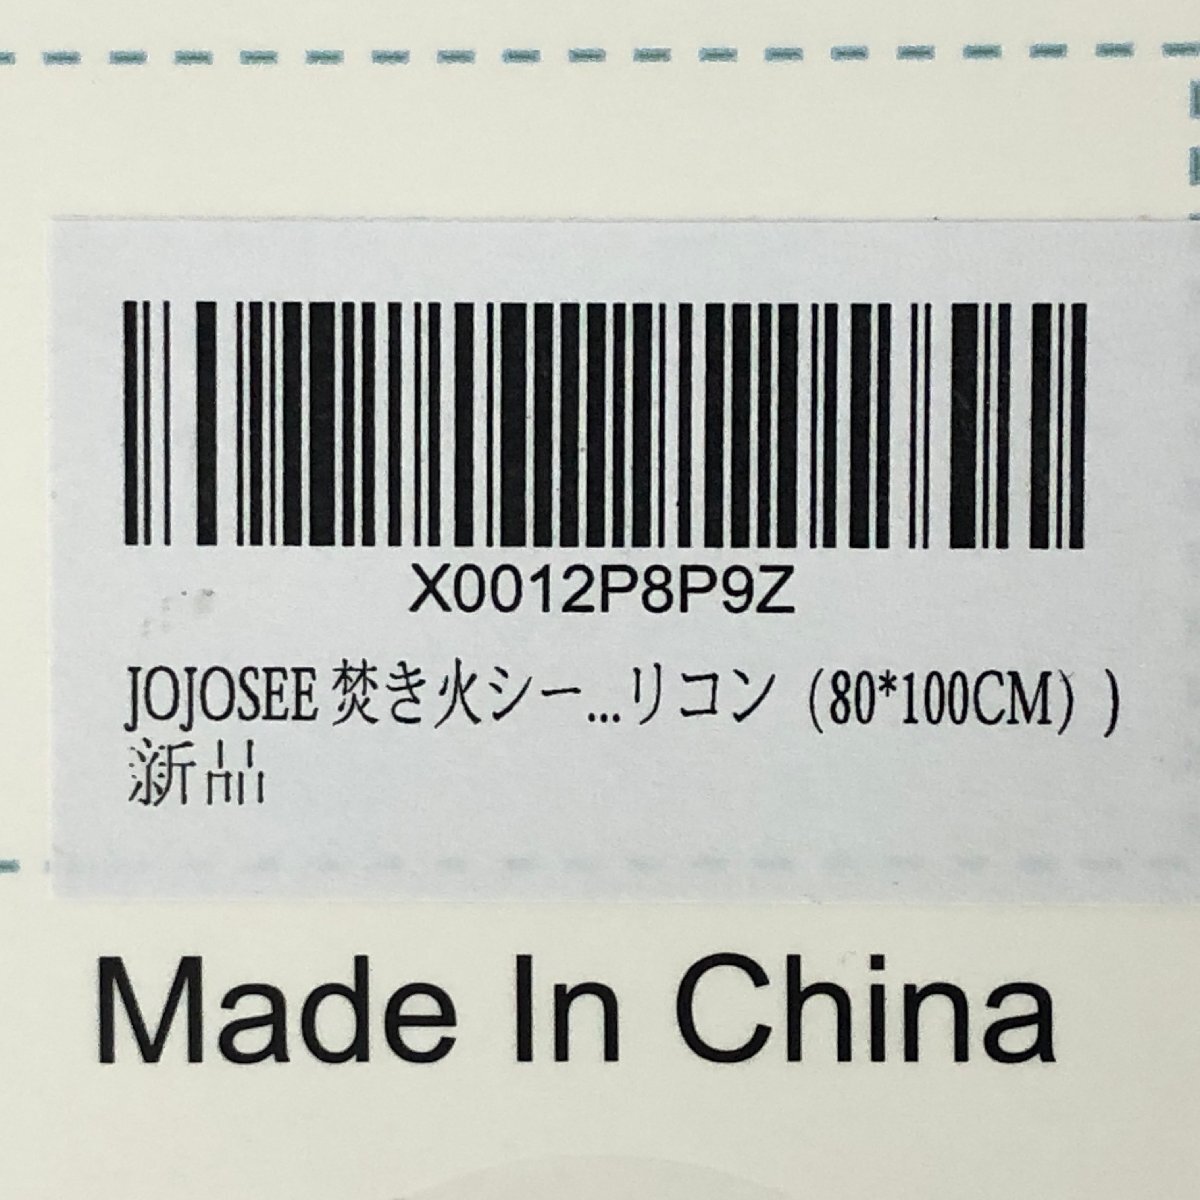 X0012P8P9Z
JOJOSEE 焚き火シー...リコン（80*100CM））
新品
Made In China